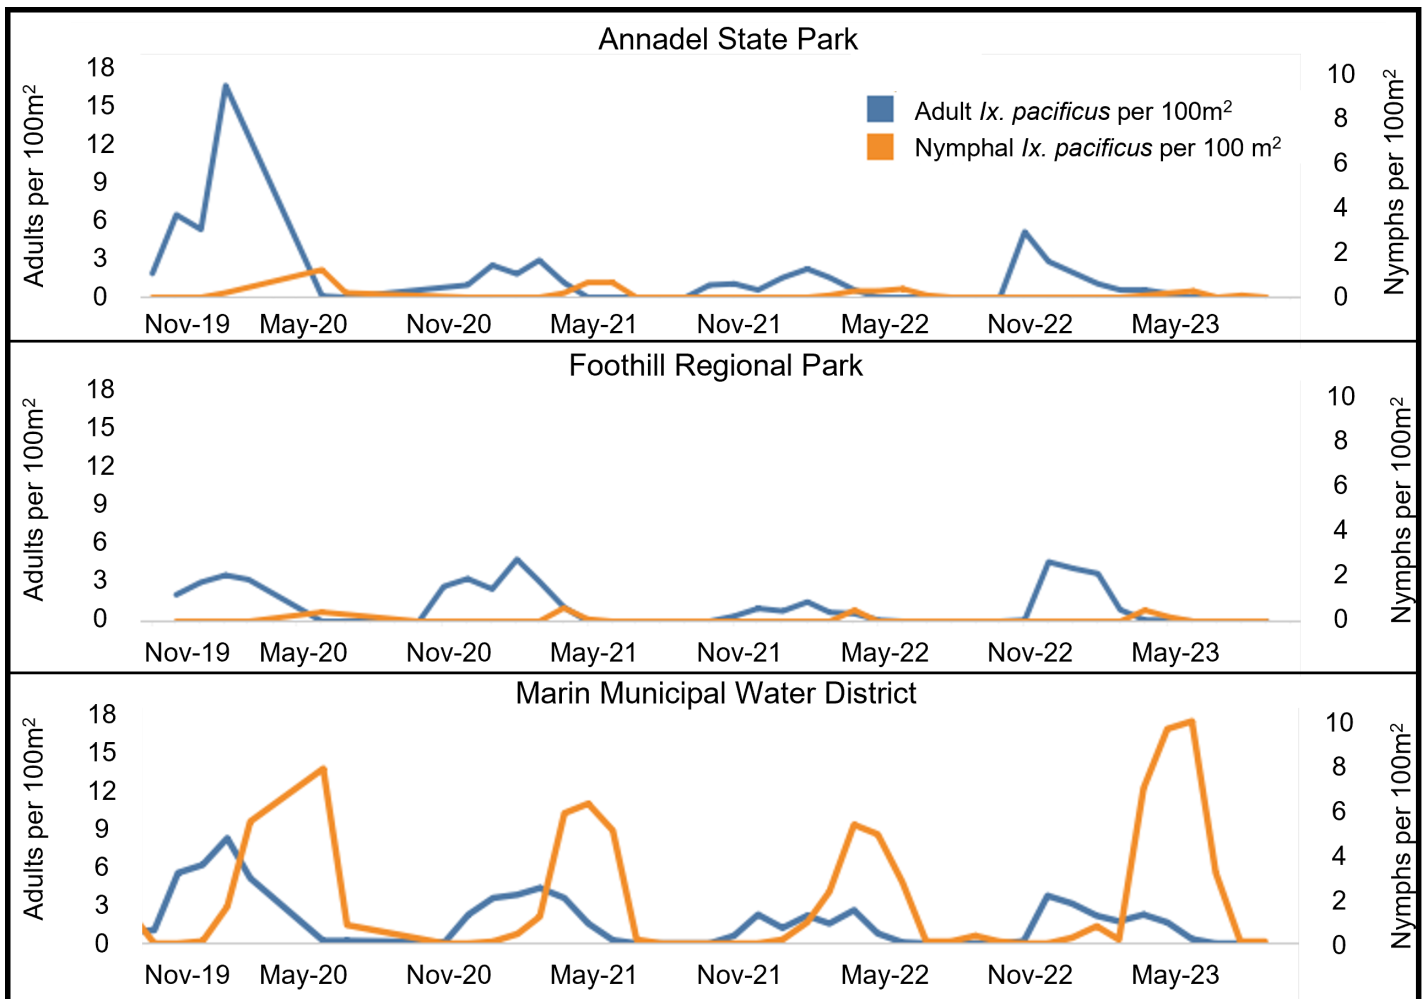 Annadel State Park
Adults per 100m²
18
15
12
9
6
3
0
Adult Ix. pacificus per 100m²
Nymphal Ix. pacificus per 100 m²
10
8
6
4
2
0
Nymphs per 100m²
Nov-19 May-20 Nov-20 May-21 Nov-21 May-22 Nov-22 May-23
Foothill Regional Park
Adults per 100m²
18
15
12
9
6
3
0
10
8
6
4
2
0
Nymphs per 100m²
Nov-19 May-20 Nov-20 May-21 Nov-21 May-22 Nov-22 May-23
Marin Municipal Water District
Adults per 100m²
18
15
12
9
6
3
0
10
8
6
4
2
0
Nymphs per 100m²
Nov-19 May-20 Nov-20 May-21 Nov-21 May-22 Nov-22 May-23